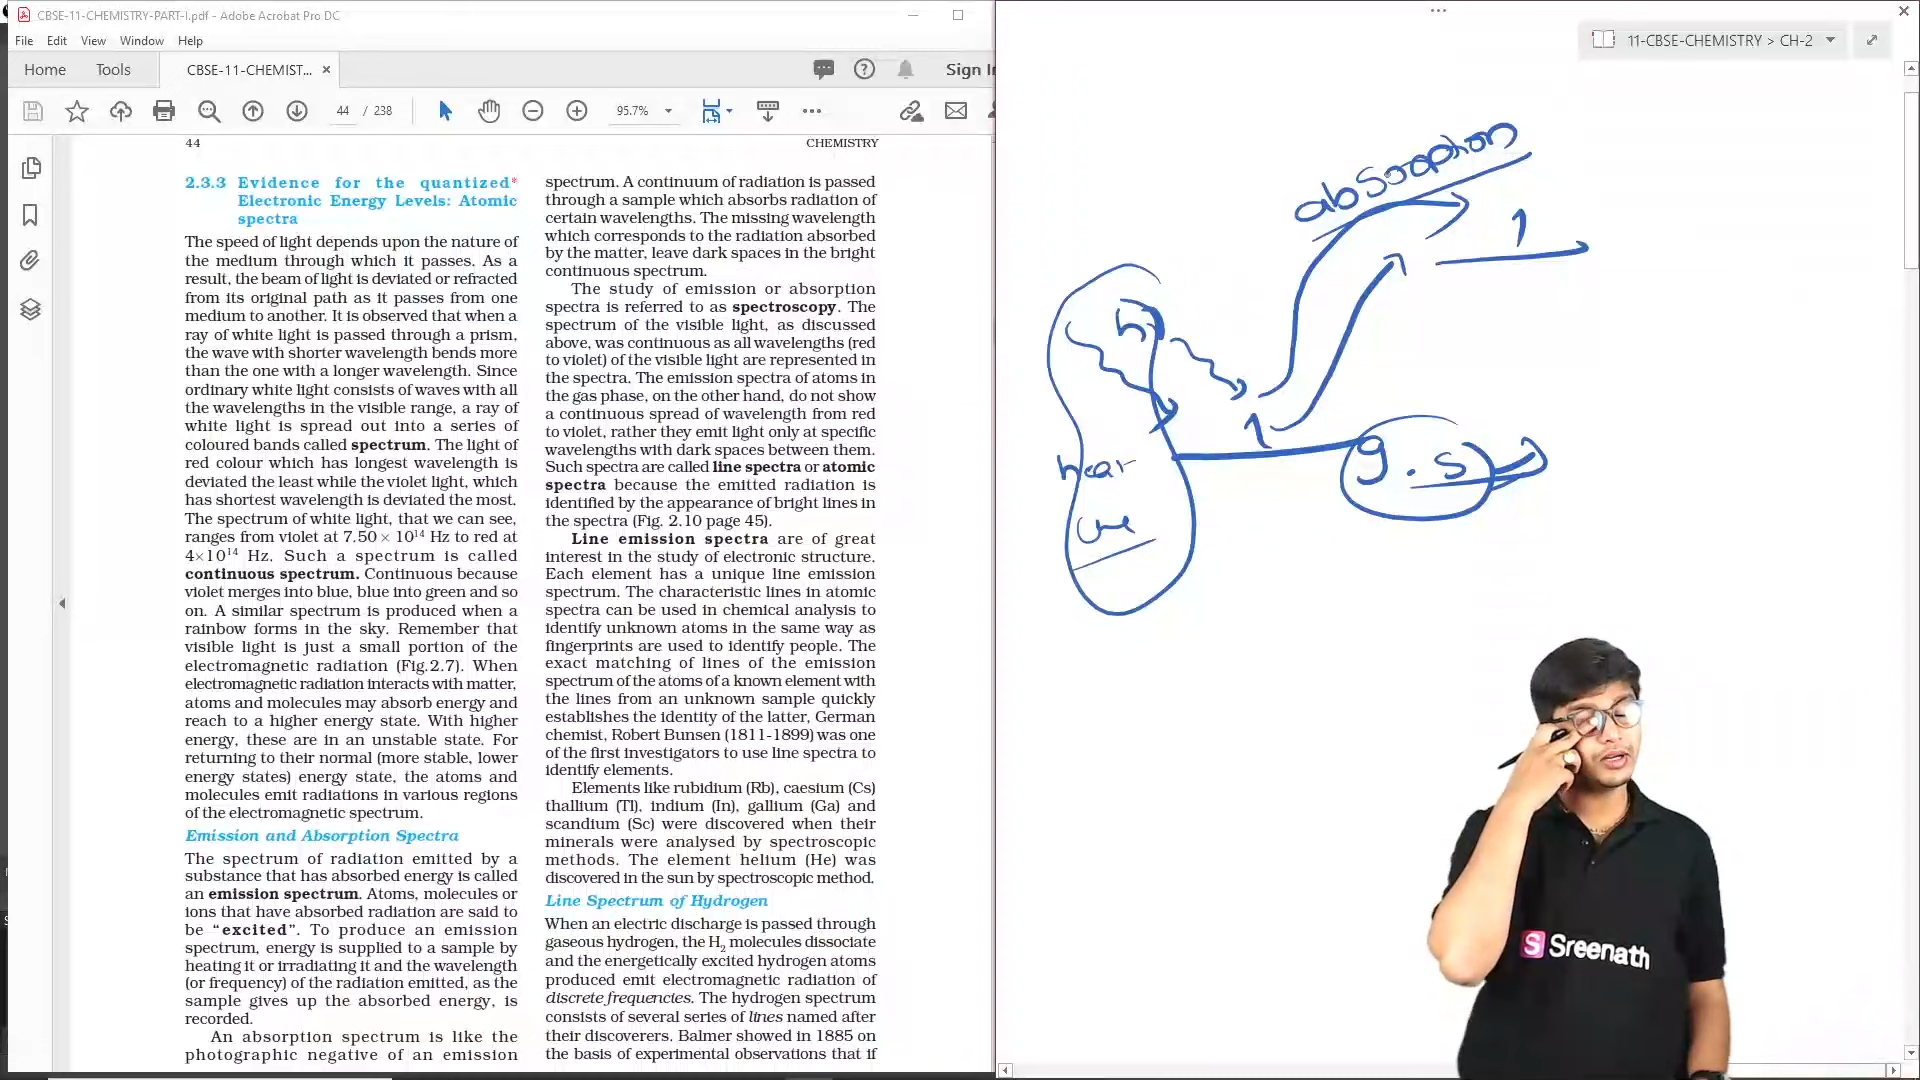 CBSE-11-CHEMISTRY-PART-I.pdf - Adobe Acrobat Pro DC
File Edit View Window Help
Home Tools CBSE-11-CHEMIST... × Sign In
44 / 238 95.7%
44 CHEMISTRY
2.3.3 Evidence for the quantized*
Electronic Energy Levels: Atomic
spectra
The speed of light depends upon the nature of
the medium through which it passes. As a
result, the beam of light is deviated or refracted
from its original path as it passes from one
medium to another. It is observed that when a
ray of white light is passed through a prism,
the wave with shorter wavelength bends more
than the one with a longer wavelength. Since
ordinary white light consists of waves with all
the wavelengths in the visible range, a ray of
white light is spread out into a series of
coloured bands called spectrum. The light of
red colour which has longest wavelength is
deviated the least while the violet light, which
has shortest wavelength is deviated the most.
The spectrum of white light, that we can see,
ranges from violet at 7.50 × 10¹⁴ Hz to red at
4×10¹⁴ Hz. Such a spectrum is called
continuous spectrum. Continuous because
violet merges into blue, blue into green and so
on. A similar spectrum is produced when a
rainbow forms in the sky. Remember that
visible light is just a small portion of the
electromagnetic radiation (Fig.2.7). When
electromagnetic radiation interacts with matter,
atoms and molecules may absorb energy and
reach to a higher energy state. With higher
energy, these are in an unstable state. For
returning to their normal (more stable, lower
energy states) energy state, the atoms and
molecules emit radiations in various regions
of the electromagnetic spectrum.
Emission and Absorption Spectra
The spectrum of radiation emitted by a
substance that has absorbed energy is called
an emission spectrum. Atoms, molecules or
ions that have absorbed radiation are said to
be “excited”. To produce an emission
spectrum, energy is supplied to a sample by
heating it or irradiating it and the wavelength
(or frequency) of the radiation emitted, as the
sample gives up the absorbed energy, is
recorded.
An absorption spectrum is like the
photographic negative of an emission
spectrum. A continuum of radiation is passed
through a sample which absorbs radiation of
certain wavelengths. The missing wavelength
which corresponds to the radiation absorbed
by the matter, leave dark spaces in the bright
continuous spectrum.
The study of emission or absorption
spectra is referred to as spectroscopy. The
spectrum of the visible light, as discussed
above, was continuous as all wavelengths (red
to violet) of the visible light are represented in
the spectra. The emission spectra of atoms in
the gas phase, on the other hand, do not show
a continuous spread of wavelength from red
to violet, rather they emit light only at specific
wavelengths with dark spaces between them.
Such spectra are called line spectra or atomic
spectra because the emitted radiation is
identified by the appearance of bright lines in
the spectra (Fig. 2.10 page 45).
Line emission spectra are of great
interest in the study of electronic structure.
Each element has a unique line emission
spectrum. The characteristic lines in atomic
spectra can be used in chemical analysis to
identify unknown atoms in the same way as
fingerprints are used to identify people. The
exact matching of lines of the emission
spectrum of the atoms of a known element with
the lines from an unknown sample quickly
establishes the identity of the latter, German
chemist, Robert Bunsen (1811-1899) was one
of the first investigators to use line spectra to
identify elements.
Elements like rubidium (Rb), caesium (Cs)
thallium (Tl), indium (In), gallium (Ga) and
scandium (Sc) were discovered when their
minerals were analysed by spectroscopic
methods. The element helium (He) was
discovered in the sun by spectroscopic method.
Line Spectrum of Hydrogen
When an electric discharge is passed through
gaseous hydrogen, the H₂ molecules dissociate
and the energetically excited hydrogen atoms
produced emit electromagnetic radiation of
discrete frequencies. The hydrogen spectrum
consists of several series of lines named after
their discoverers. Balmer showed in 1885 on
the basis of experimental observations that if
11-CBSE-CHEMISTRY > CH-2
absorption
1
1
g.s
S Sreenath